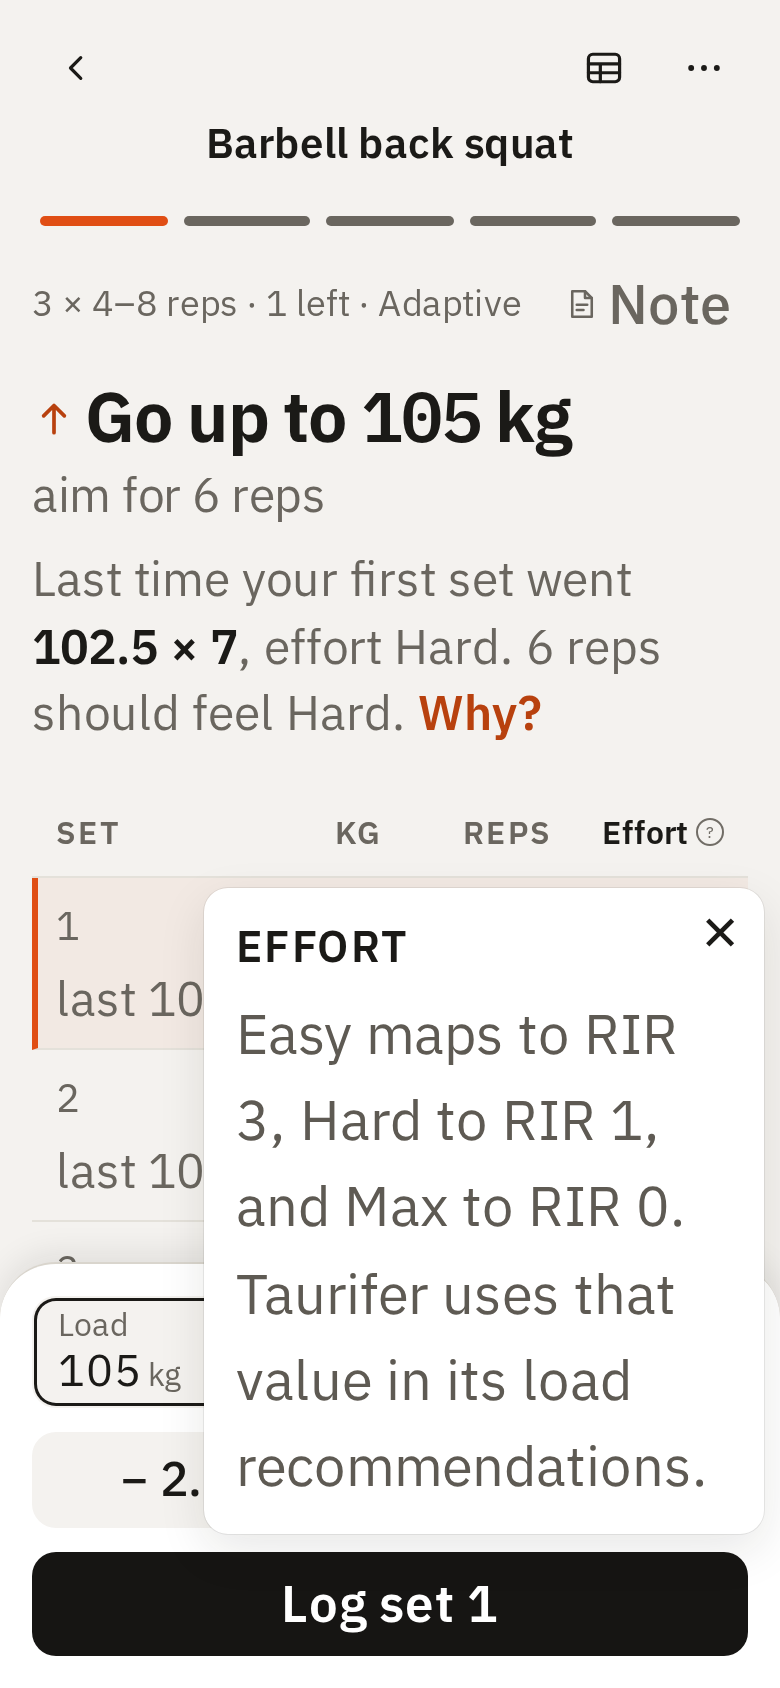 Barbell back squat
3 × 4–8 reps · 1 left · Adaptive
Note
↑ Go up to 105 kg
aim for 6 reps
Last time your first set went
102.5 × 7, effort Hard. 6 reps
should feel Hard. Why?
SET KG REPS Effort ?
1
last 10
2
last 10
EFFORT ✕
Easy maps to RIR
3, Hard to RIR 1,
and Max to RIR 0.
Taurifer uses that
value in its load
recommendations.
Load
105 kg
– 2.
Log set 1